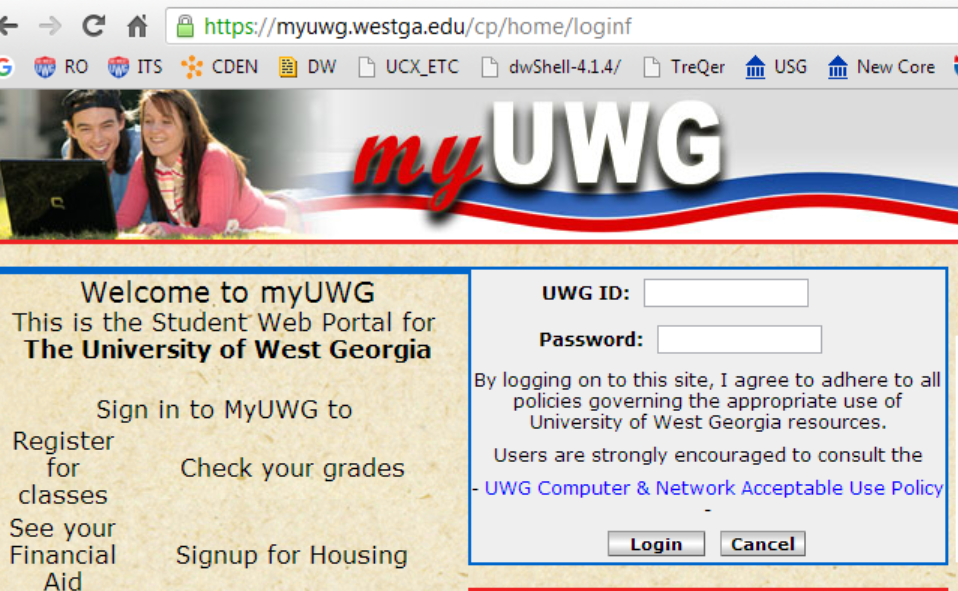 https://myuwg.westga.edu/cp/home/loginf
RO ITS CDEN DW UCX_ETC dwShell-4.1.4/ TreQer USG New Core
myUWG
Welcome to myUWG
This is the Student Web Portal for
The University of West Georgia
Sign in to MyUWG to
Register
for
classes
Check your grades
See your
Financial
Aid
Signup for Housing
UWG ID:
Password:
By logging on to this site, I agree to adhere to all
policies governing the appropriate use of
University of West Georgia resources.
Users are strongly encouraged to consult the
- UWG Computer & Network Acceptable Use Policy
-
Login Cancel